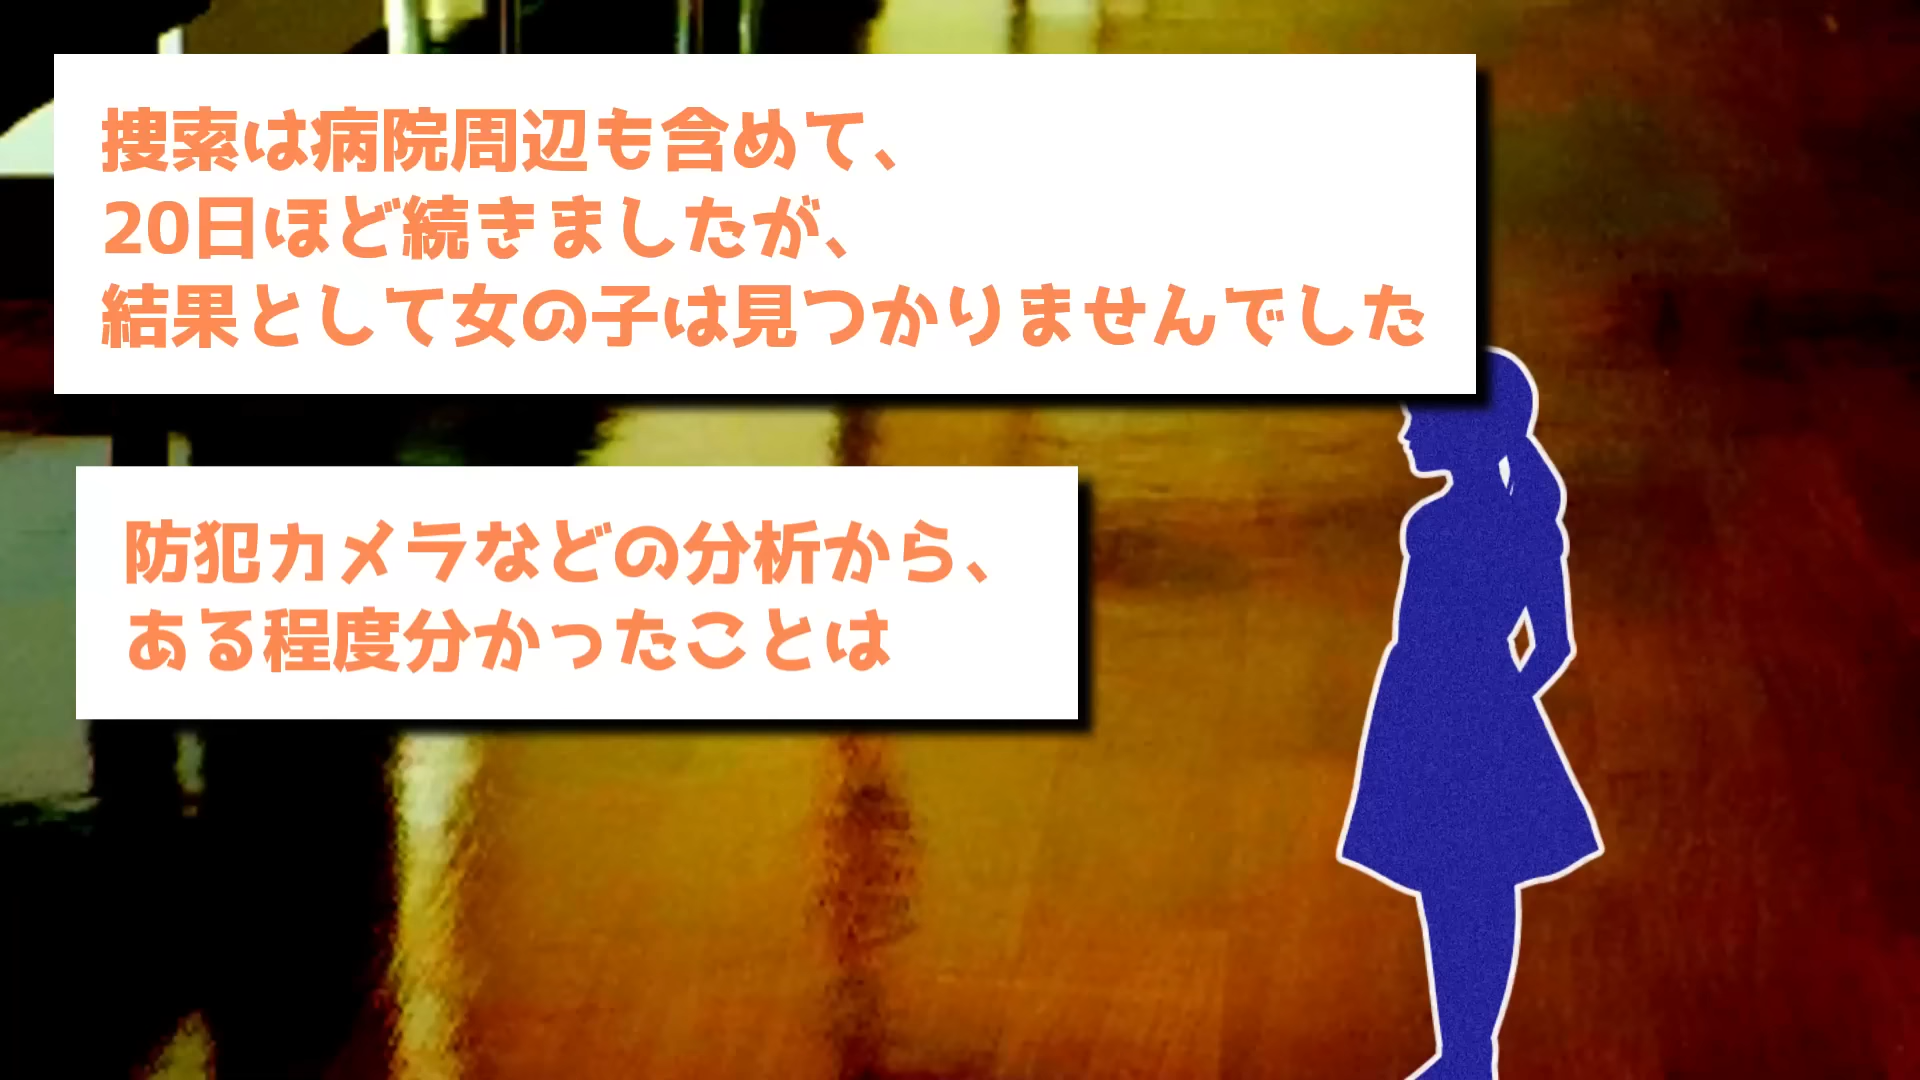 捜索は病院周辺も含めて、
20日ほど続きましたが、
結果として女の子は見つかりませんでした
防犯カメラなどの分析から、
ある程度分かったことは